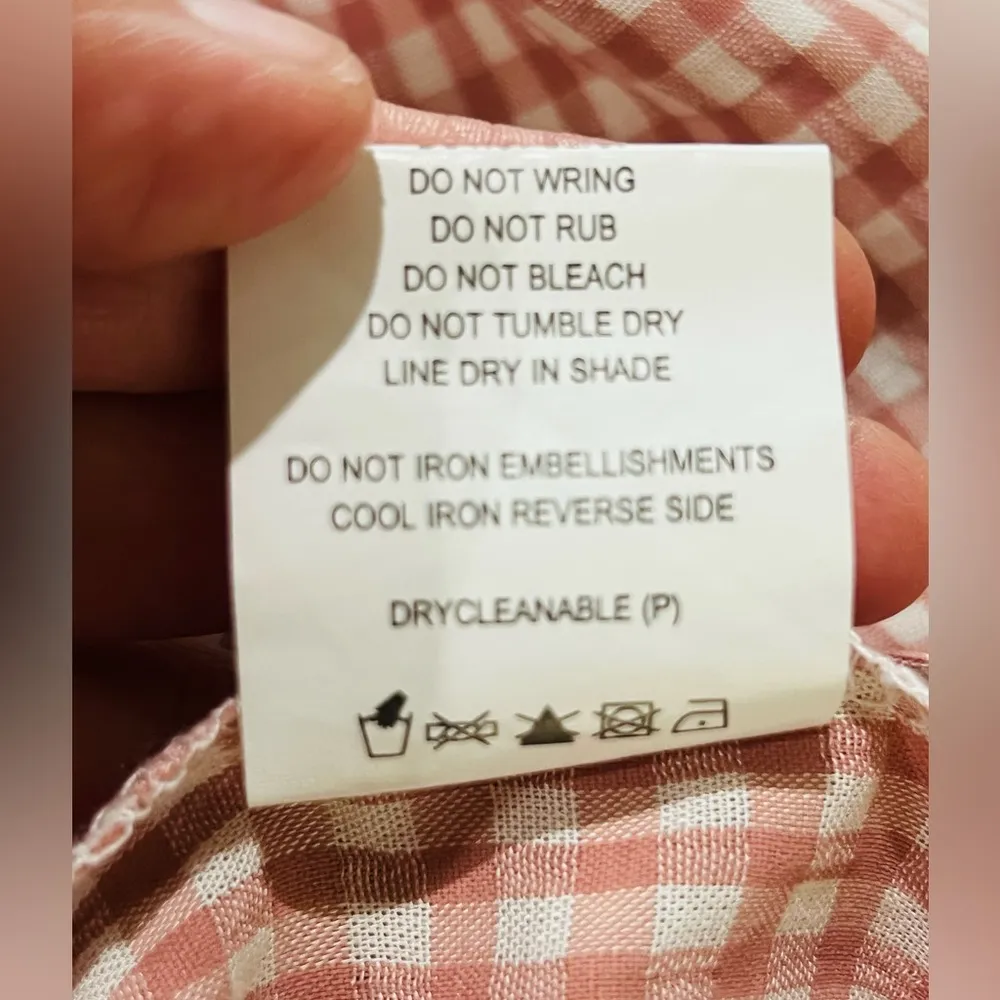 DO NOT WRING
DO NOT RUB
DO NOT BLEACH
DO NOT TUMBLE DRY
LINE DRY IN SHADE
DO NOT IRON EMBELLISHMENTS
COOL IRON REVERSE SIDE
DRYCLEANABLE (P)